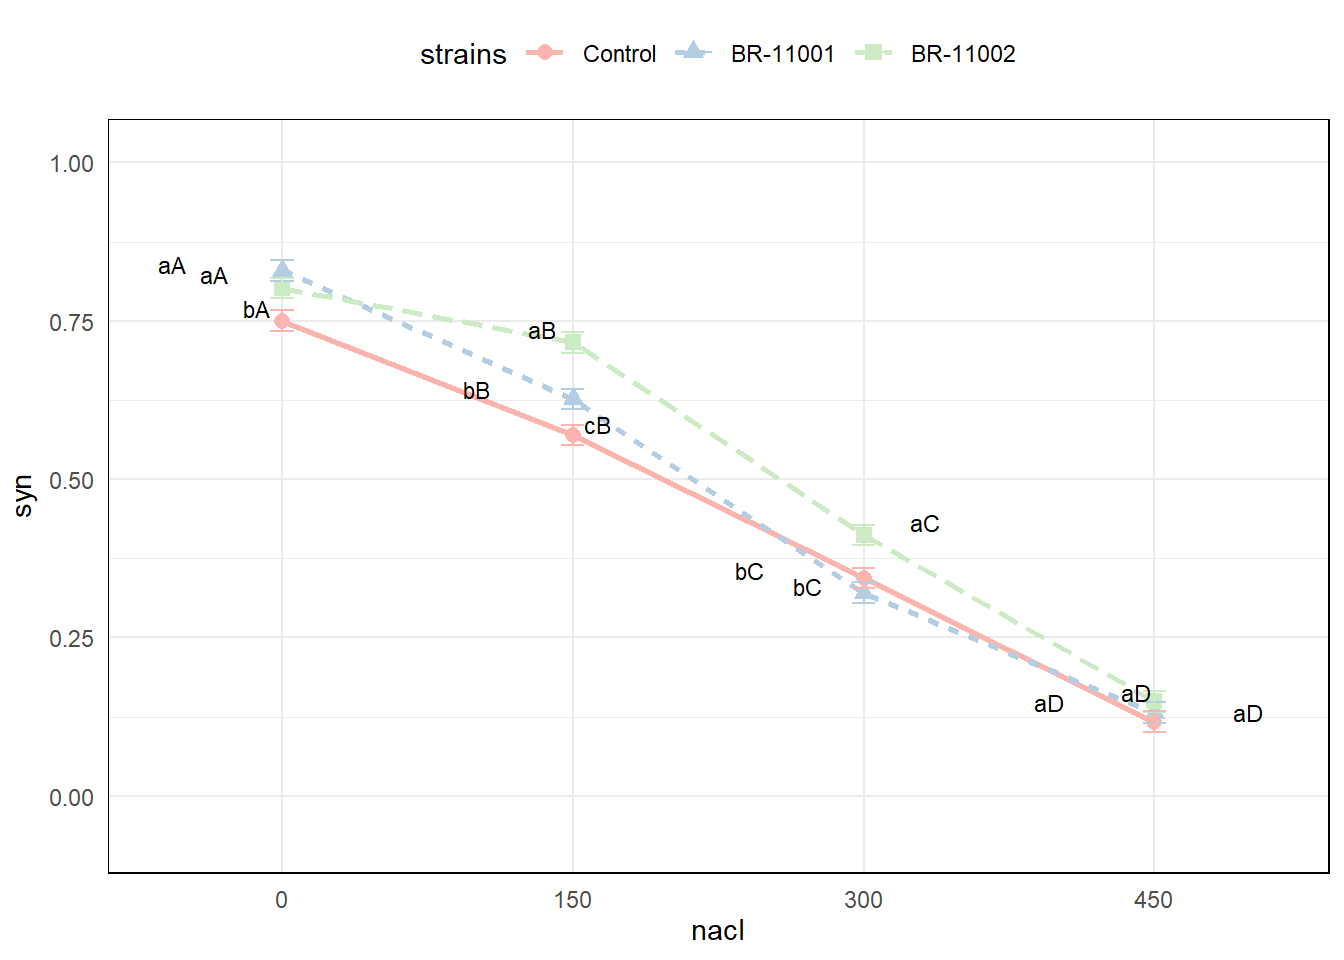 strains Control BR-11001 BR-11002
1.00
aA aA
bA
0.75
aB
bB
cB
0.50
aC
bC bC
0.25
aD aD aD
0.00
syn
0 150 300 450
nacl